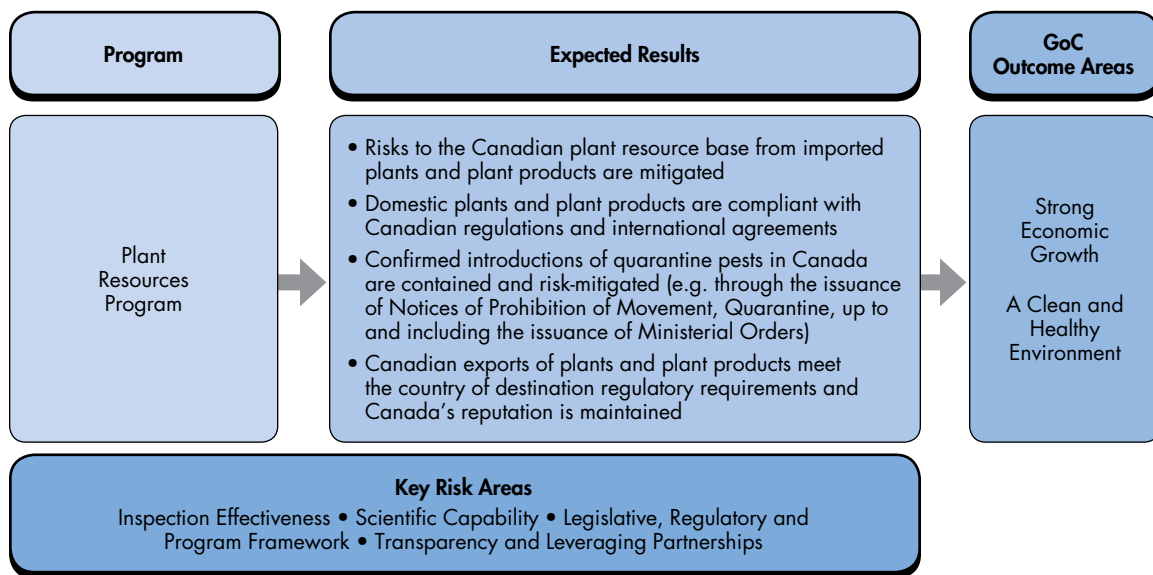 Program
Expected Results
GoC
Outcome Areas
Plant
Resources
Program
• Risks to the Canadian plant resource base from imported
plants and plant products are mitigated
• Domestic plants and plant products are compliant with
Canadian regulations and international agreements
• Confirmed introductions of quarantine pests in Canada
are contained and risk-mitigated (e.g. through the issuance
of Notices of Prohibition of Movement, Quarantine, up to
and including the issuance of Ministerial Orders)
• Canadian exports of plants and plant products meet
the country of destination regulatory requirements and
Canada’s reputation is maintained
Strong
Economic
Growth
A Clean and
Healthy
Environment
Key Risk Areas
Inspection Effectiveness • Scientific Capability • Legislative, Regulatory and
Program Framework • Transparency and Leveraging Partnerships